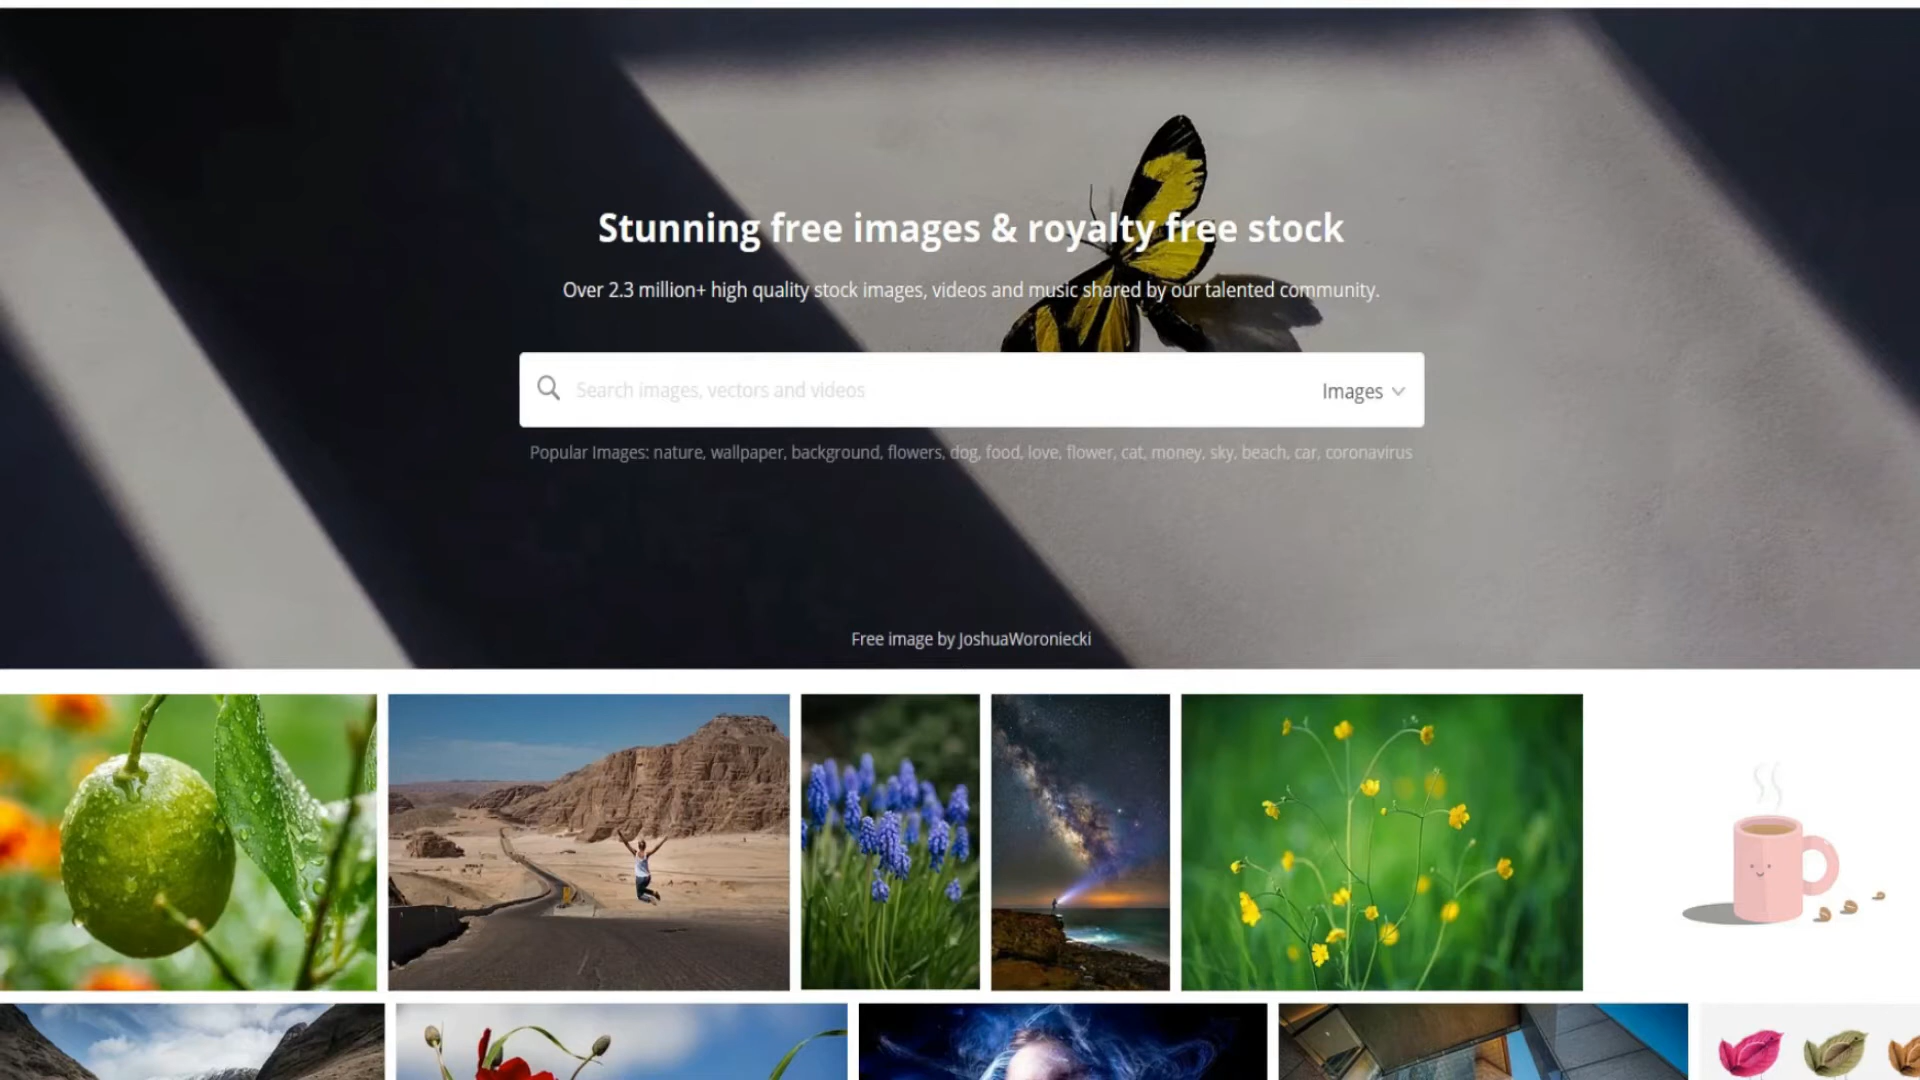 Stunning free images & royalty free stock
Over 2.3 million+ high quality stock images, videos and music shared by our talented community.
Search images, vectors and videos
Images
Popular Images: nature, wallpaper, background, flowers, dog, food, love, flower, cat, money, sky, beach, car, coronavirus
Free image by JoshuaWoroniecki